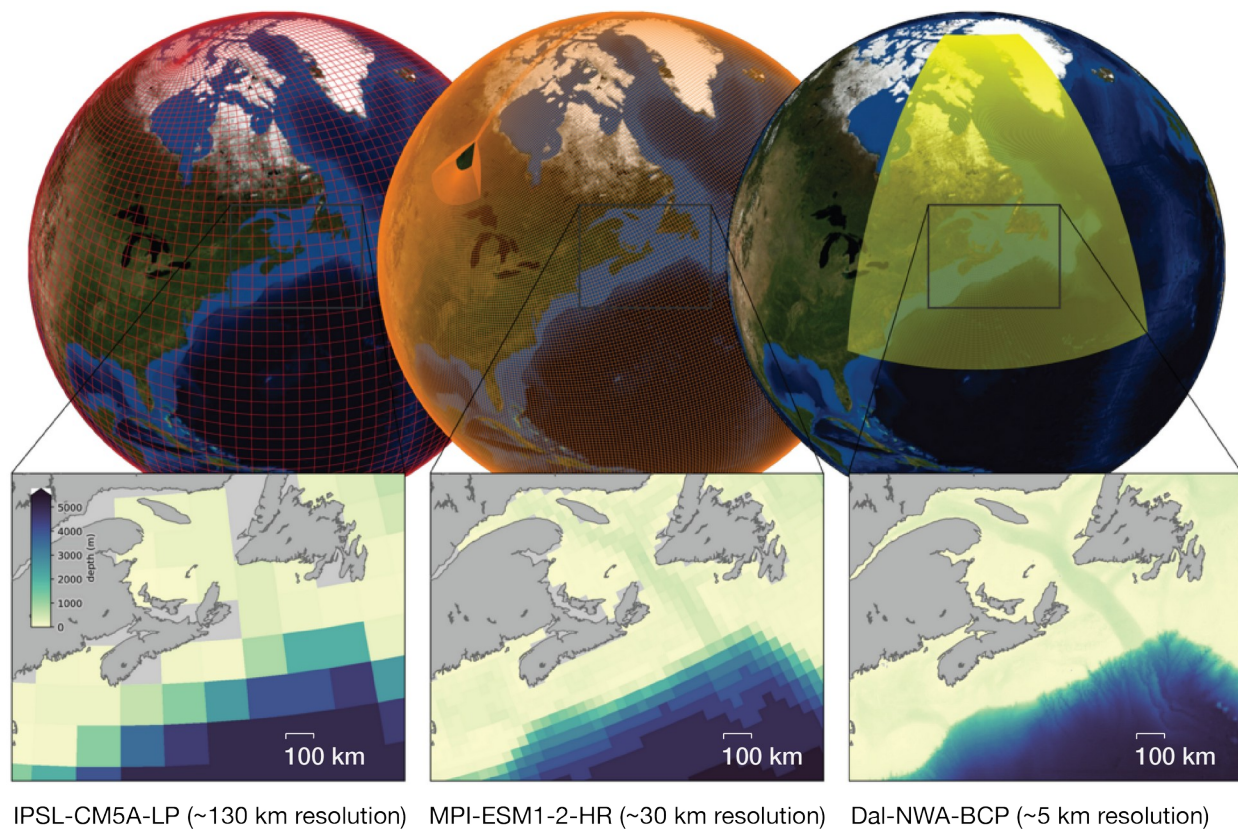 5000
4000
3000
2000
1000
0
depth (m)
100 km
100 km
100 km
IPSL-CM5A-LP (~130 km resolution)
MPI-ESM1-2-HR (~30 km resolution)
Dal-NWA-BCP (~5 km resolution)